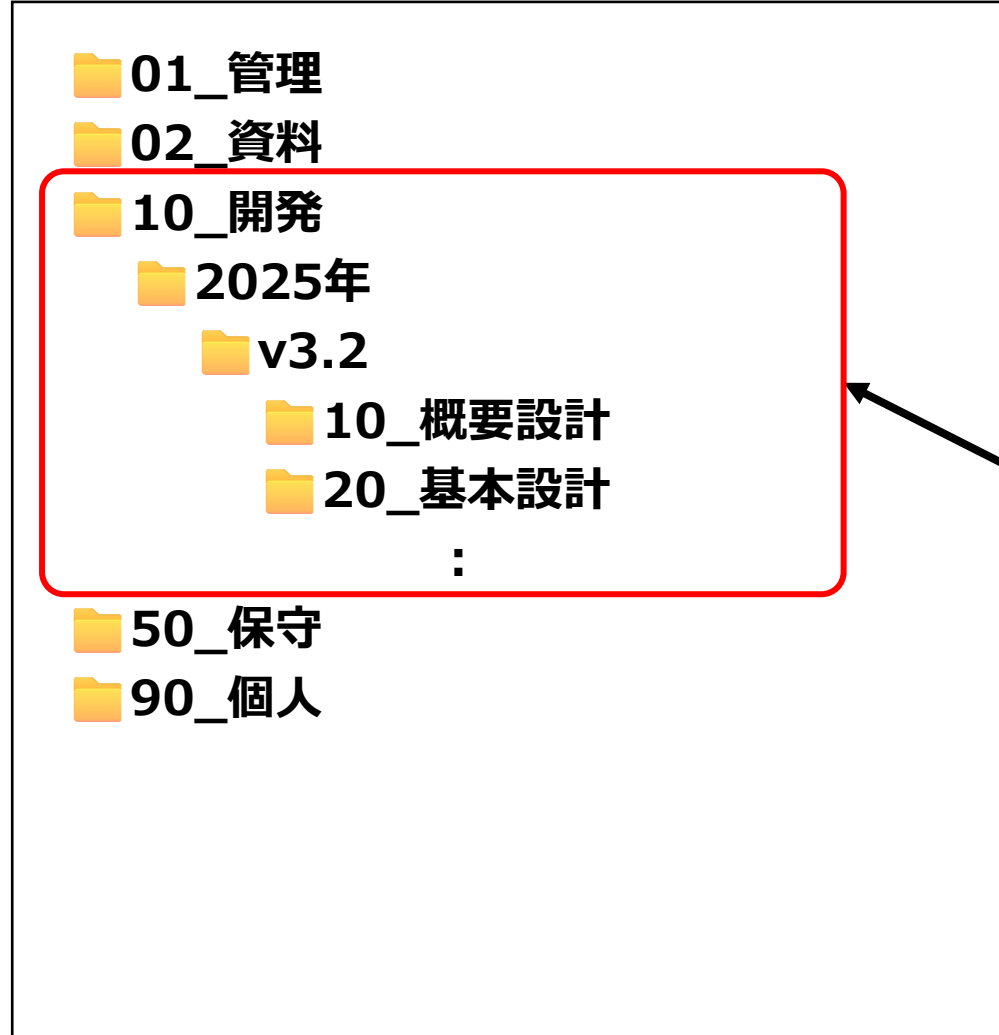 01_管理
02_資料
10_開発
2025年
v3.2
10_概要設計
20_基本設計
:
50_保守
90_個人